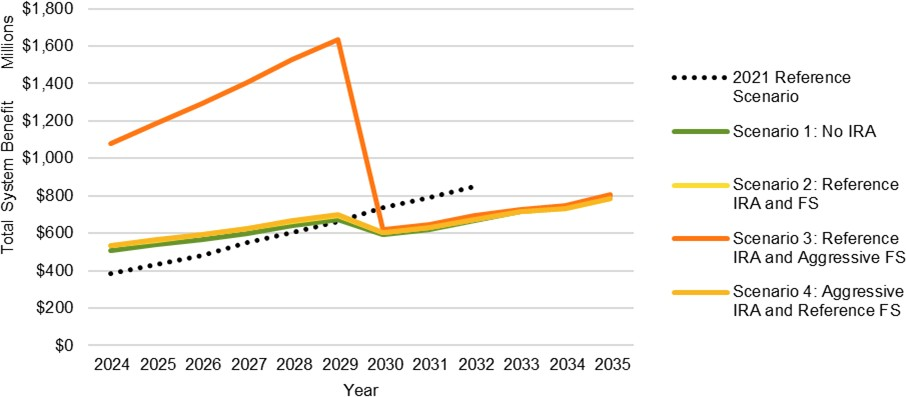 Total System Benefit Millions
$1,800
$1,600
$1,400
$1,200
$1,000
$800
$600
$400
$200
$0
2024 2025 2026 2027 2028 2029 2030 2031 2032 2033 2034 2035
Year
2021 Reference
Scenario
Scenario 1: No IRA
Scenario 2: Reference
IRA and FS
Scenario 3: Reference
IRA and Aggressive FS
Scenario 4: Aggressive
IRA and Reference FS